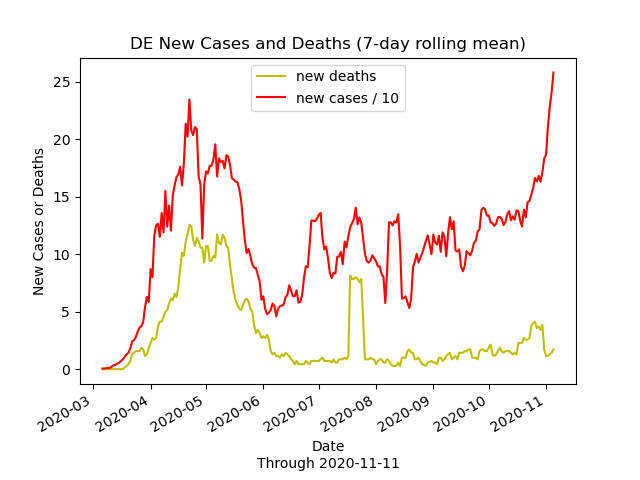 DE New Cases and Deaths (7-day rolling mean)
new deaths
new cases / 10
New Cases or Deaths
25
20
15
10
5
0
2020-03
2020-04
2020-05
2020-06
2020-07
2020-08
2020-09
2020-10
2020-11
Date
Through 2020-11-11